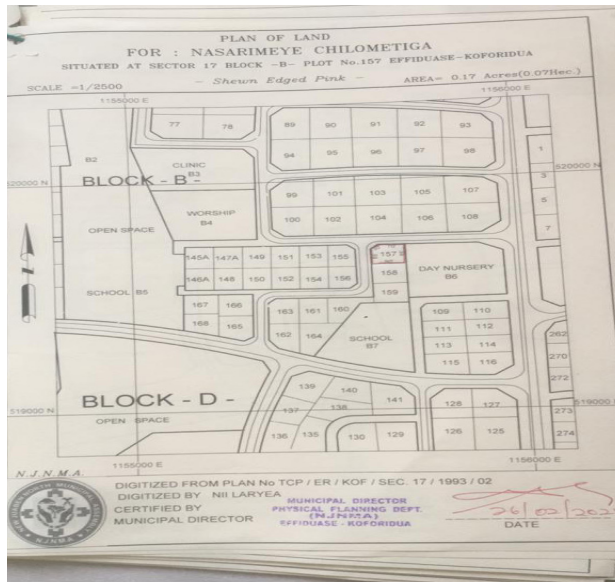 PLAN OF LAND
FOR : NASARIMEYE CHILOMETIGA
SITUATED AT SECTOR 17 BLOCK -B- PLOT No.157 EFFIDUASE-KOFORIDUA
SCALE =1/2500 - Shewn Edged Pink - AREA= 0.17 Acres(0.07Hec.)
1155000 E 1156000 E
77 78 89 90 91 92 93
B2 94 95 96 97 98 1
CLINIC
B3
520000 N 520000 N
BLOCK - B -
3
99 101 103 105 107
5
WORSHIP
B4
100 102 104 106 108
7
OPEN SPACE
145A 147A 149 151 153 155 157
146A 148 150 152 154 156 158
DAY NURSERY
B6
SCHOOL B5
159
167 166 163 161 160 109 110
168 165 162 164 111 112
SCHOOL
B7
113 114
115 116
262
270
272
139 140 141
BLOCK - D -
137 138 128 127
519000 N 519000 N
273
OPEN SPACE
136 135 130 129 126 125 274
1155000 E 1156000 E
N.J.N.M.A.
DIGITIZED FROM PLAN No TCP / ER / KOF / SEC. 17 / 1993 / 02
DIGITIZED BY NII LARYEA
CERTIFIED BY
MUNICIPAL DIRECTOR
MUNICIPAL DIRECTOR
PHYSICAL PLANNING DEPT.
(NJNMA)
EFFIDUASE - KOFORIDUA
DATE
NJNMA